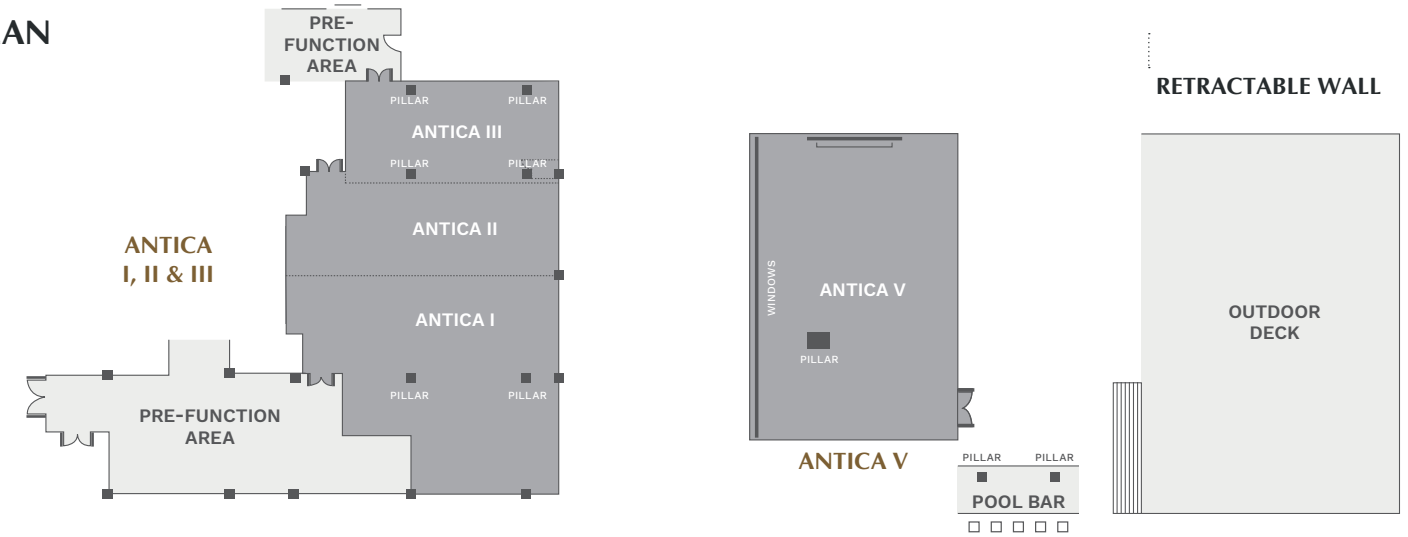 AN
PRE-
FUNCTION
AREA
PILLAR
PILLAR
ANTICA III
PILLAR
PILLAR
ANTICA II
ANTICA
I, II & III
ANTICA I
PILLAR
PILLAR
PRE-FUNCTION
AREA
RETRACTABLE WALL
WINDOWS
ANTICA V
PILLAR
ANTICA V
OUTDOOR
DECK
PILLAR
PILLAR
POOL BAR